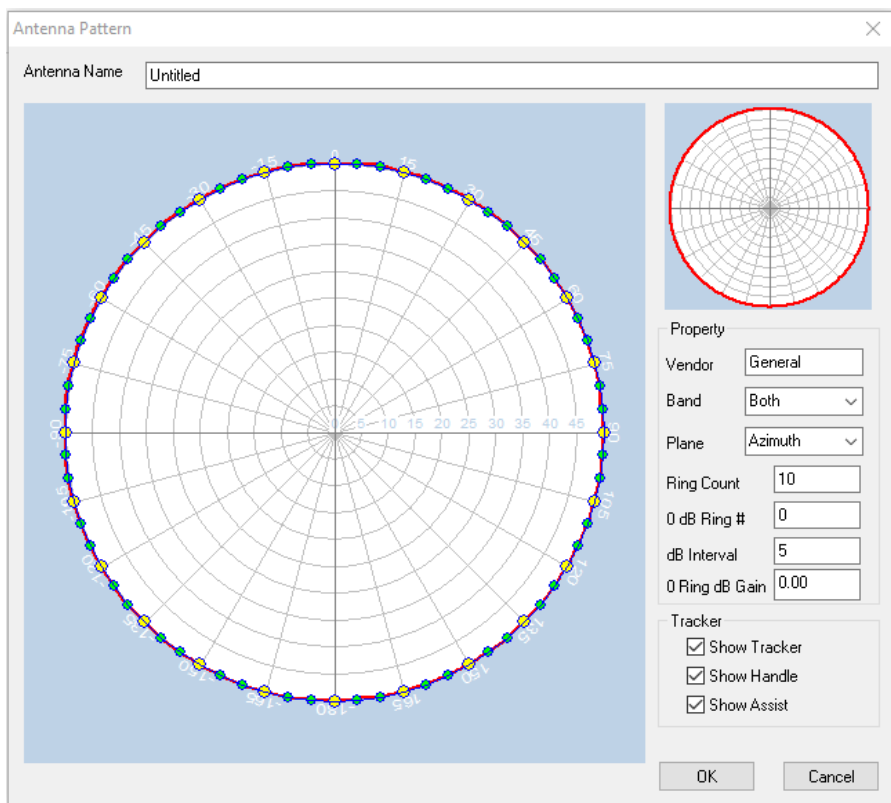 Antenna Pattern
Antenna Name Untitled
0
-15 15
-30 30
-45 45
-60 60
-75 75
-90 0 5 10 15 20 25 30 35 40 45 90
-105 105
-120 120
-135 135
-150 150
-165 165
-180
Property
Vendor General
Band Both
Plane Azimuth
Ring Count 10
0 dB Ring # 0
dB Interval 5
0 Ring dB Gain 0.00
Tracker
Show Tracker
Show Handle
Show Assist
OK Cancel